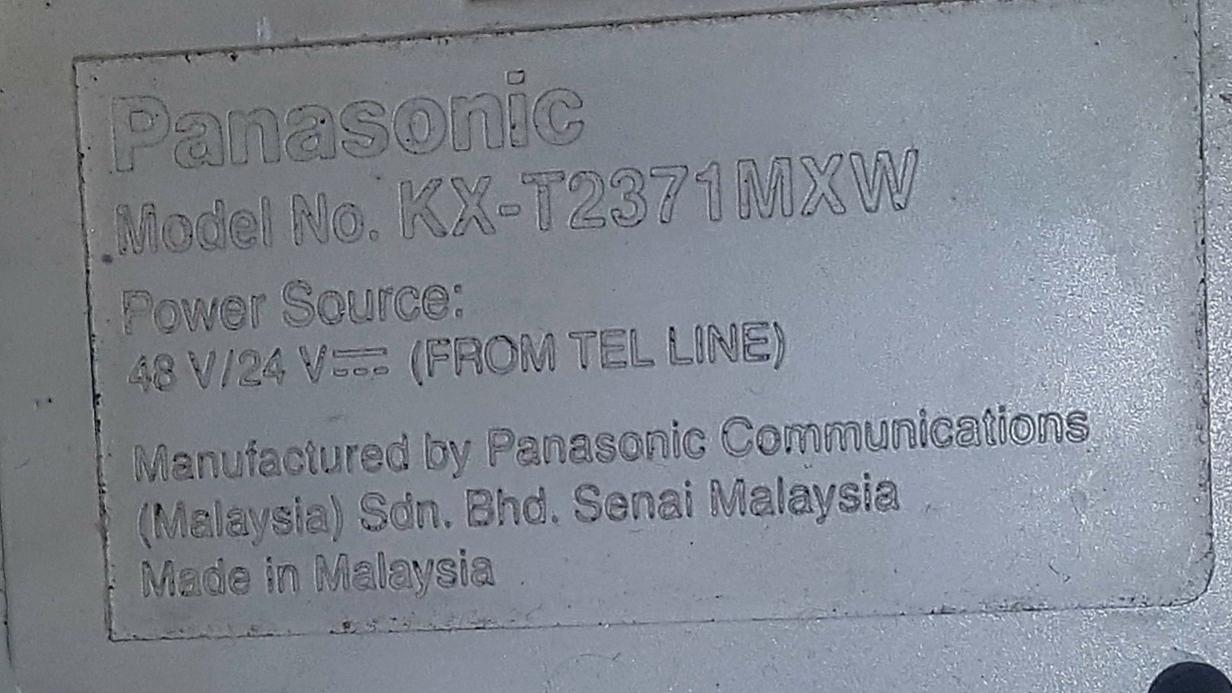 Panasonic
Model No. KX-T2371MXW
Power Source:
48 V/24 V⎓ (FROM TEL LINE)
Manufactured by Panasonic Communications
(Malaysia) Sdn. Bhd. Senai Malaysia
Made in Malaysia